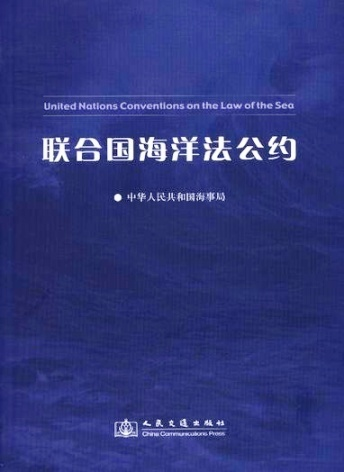 United Nations Conventions on the Law of the Sea
联合国海洋法公约
●中华人民共和国海事局
人民交通出版社
China Communications Press